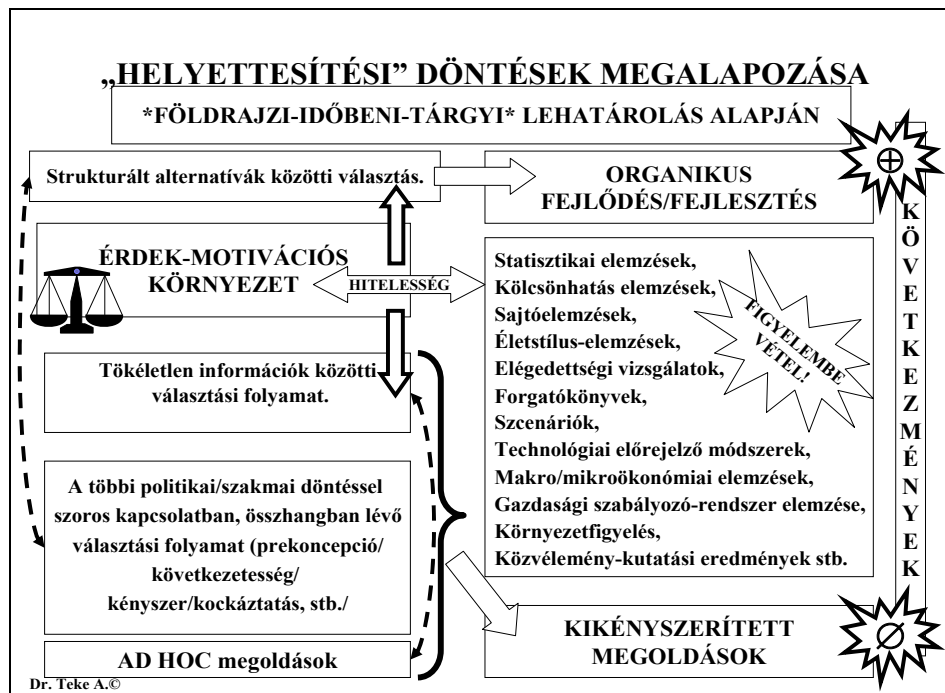 „HELYETTESÍTÉSI” DÖNTÉSEK MEGALAPOZÁSA
*FÖLDRAJZI-IDŐBENI-TÁRGYI* LEHATÁROLÁS ALAPJÁN
Strukturált alternatívák közötti választás.
ORGANIKUS
FEJLŐDÉS/FEJLESZTÉS
ÉRDEK-MOTIVÁCIÓS
KÖRNYEZET
HITELESSÉG
Statisztikai elemzések,
Kölcsönhatás elemzések,
Sajtóelemzések,
Életstílus-elemzések,
Elégedettségi vizsgálatok,
Forgatókönyvek,
Szcenáriók,
Technológiai előrejelző módszerek,
Makro/mikroökonómiai elemzések,
Gazdasági szabályozó-rendszer elemzése,
Környezetfigyelés,
Közvélemény-kutatási eredmények stb.
FIGYELEMBE
VÉTEL!
Tökéletlen információk közötti
választási folyamat.
A többi politikai/szakmai döntéssel
szoros kapcsolatban, összhangban lévő
választási folyamat (prekoncepció/
következetesség/
kényszer/kockáztatás, stb./
AD HOC megoldások
KIKÉNYSZERÍTETT
MEGOLDÁSOK
KÖVETKEZMÉNYEK
Dr. Teke A.©